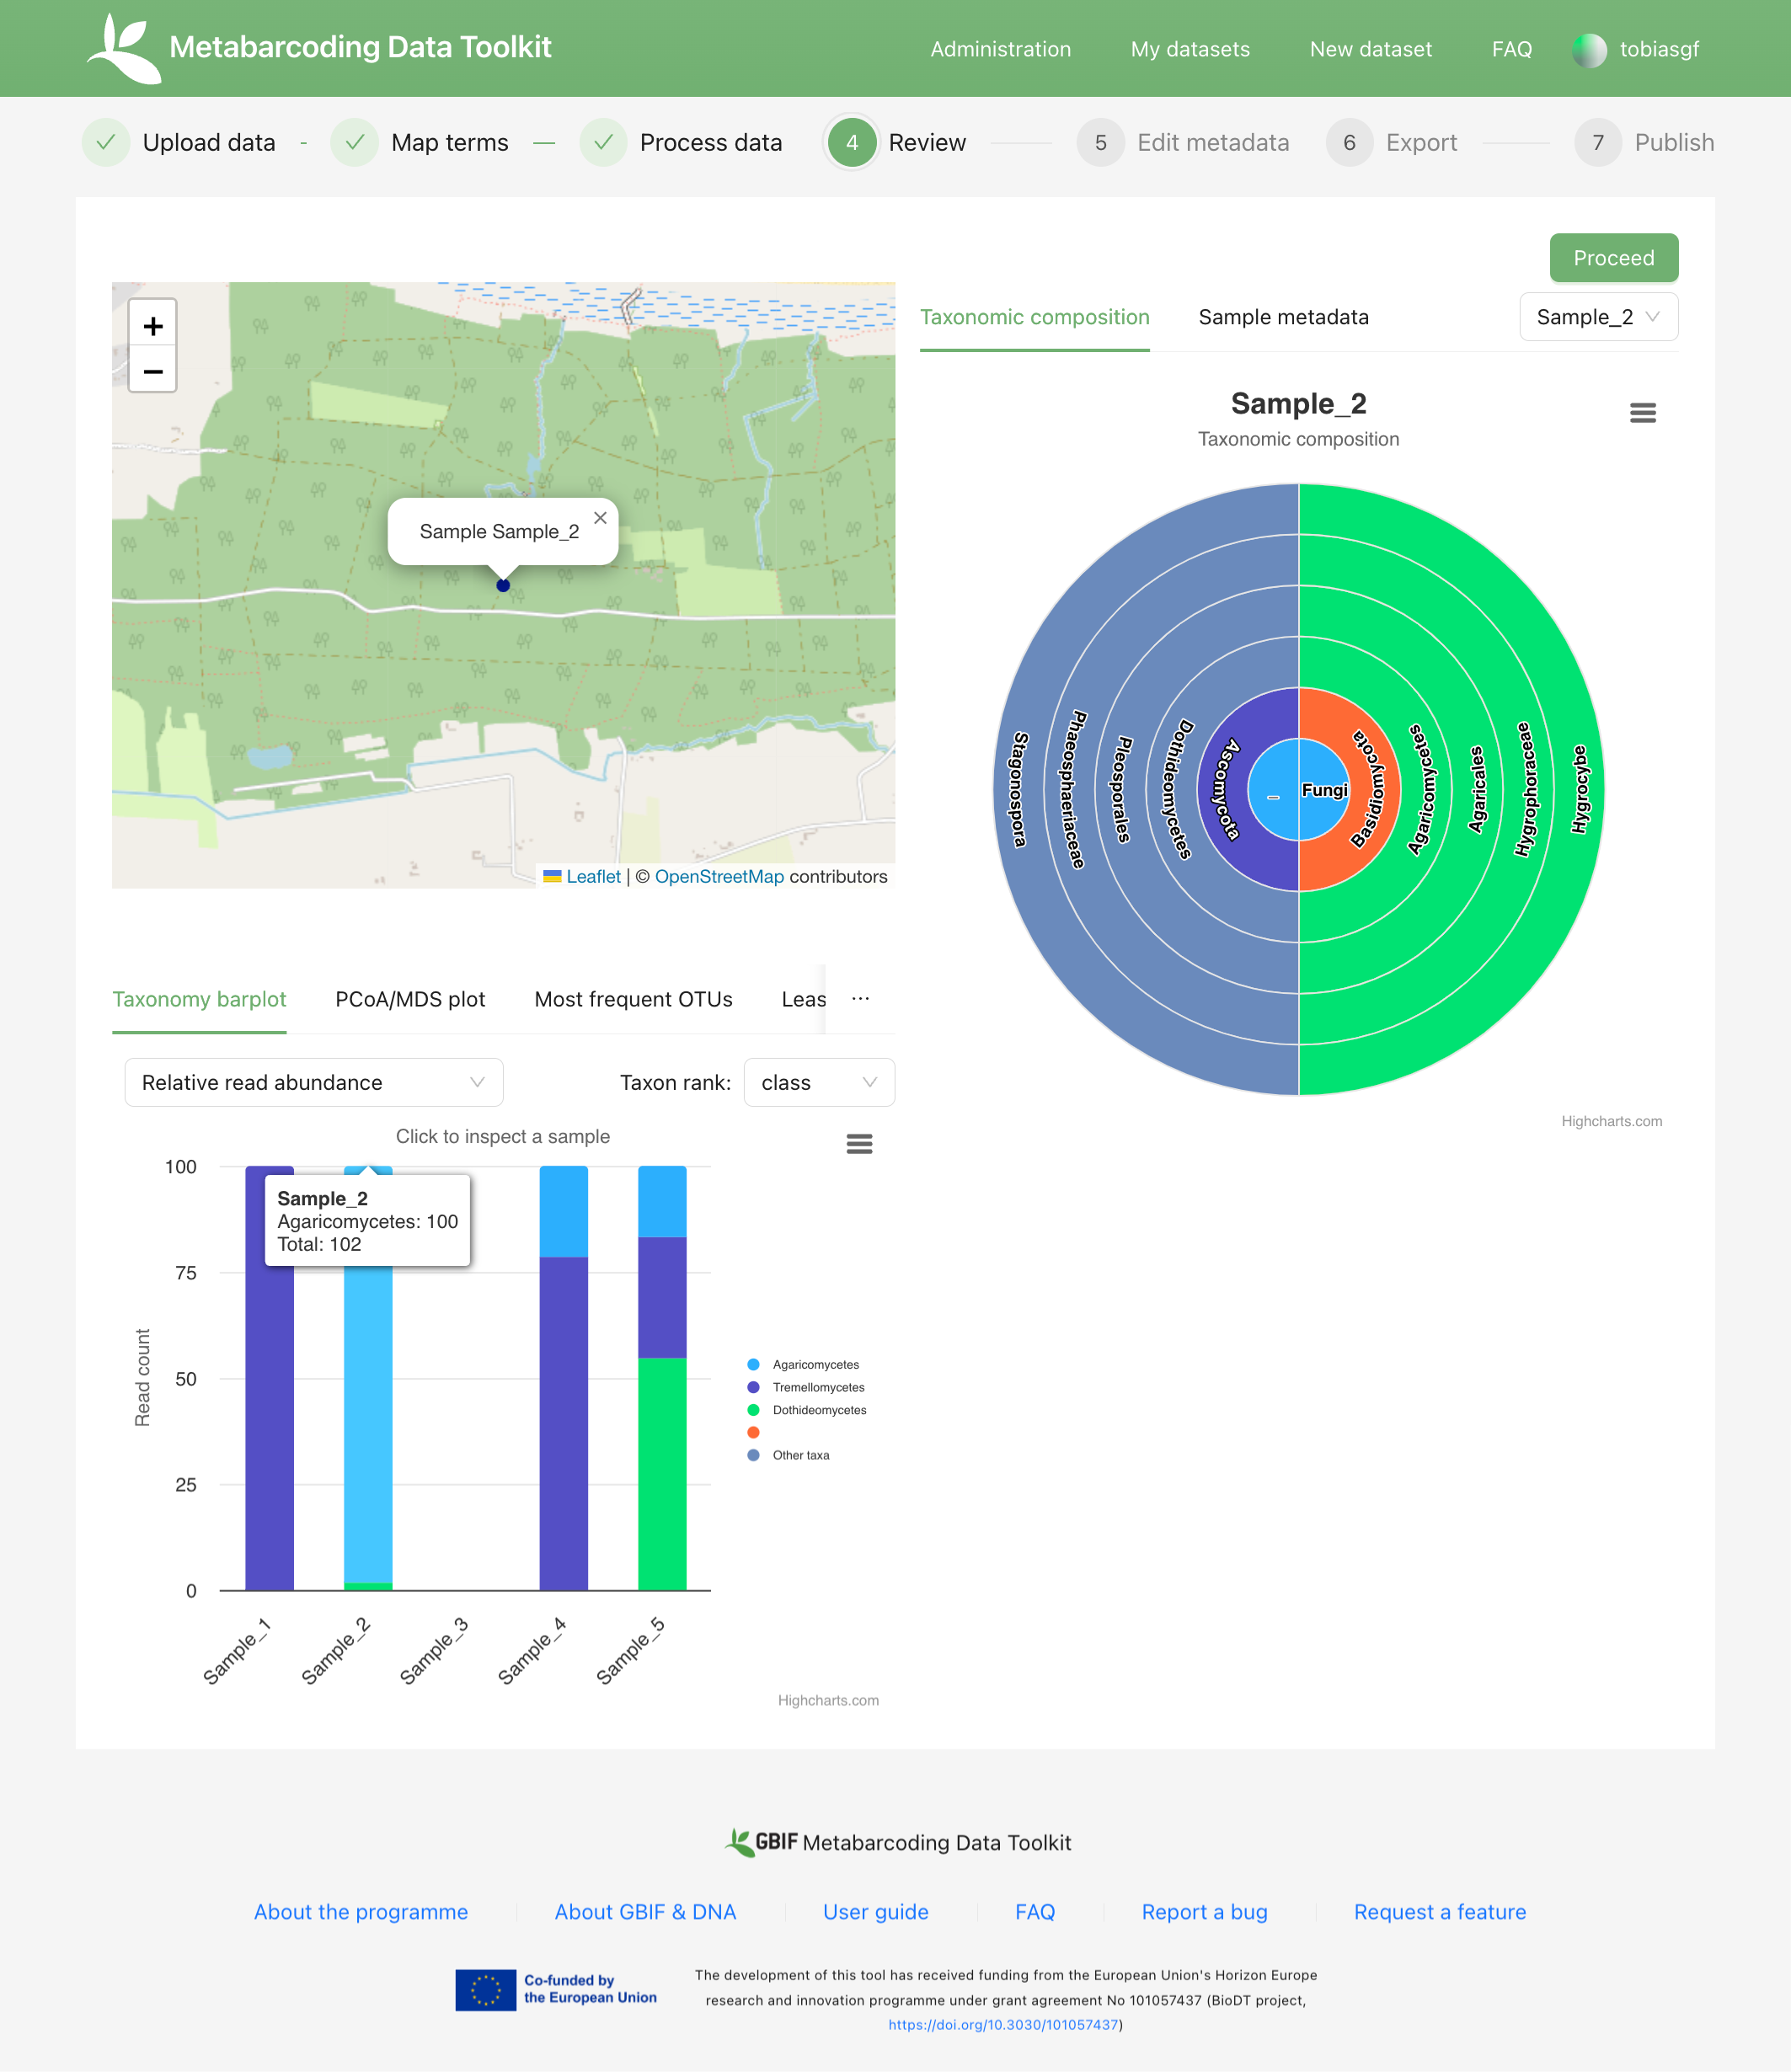 Metabarcoding Data Toolkit
Administration
My datasets
New dataset
FAQ
tobiasgf
Upload data
Map terms
Process data
4 Review
5 Edit metadata
6 Export
7 Publish
Proceed
+
−
Sample Sample_2
Leaflet | © OpenStreetMap contributors
Taxonomic composition
Sample metadata
Sample_2
Sample_2
Taxonomic composition
Stagonospora
Phaeosphaeriaceae
Pleosporales
Dothideomycetes
Ascomycota
_
Fungi
Basidiomycota
Agaricomycetes
Agaricales
Hygrophoraceae
Hygrocybe
Highcharts.com
Taxonomy barplot
PCoA/MDS plot
Most frequent OTUs
Leas
...
Relative read abundance
Taxon rank:
class
Click to inspect a sample
Read count
100
75
50
25
0
Sample_2
Agaricomycetes: 100
Total: 102
Agaricomycetes
Tremellomycetes
Dothideomycetes
Other taxa
Sample_1
Sample_2
Sample_3
Sample_4
Sample_5
Highcharts.com
GBIF Metabarcoding Data Toolkit
About the programme
About GBIF & DNA
User guide
FAQ
Report a bug
Request a feature
Co-funded by
the European Union
The development of this tool has received funding from the European Union's Horizon Europe
research and innovation programme under grant agreement No 101057437 (BioDT project,
https://doi.org/10.3030/101057437)